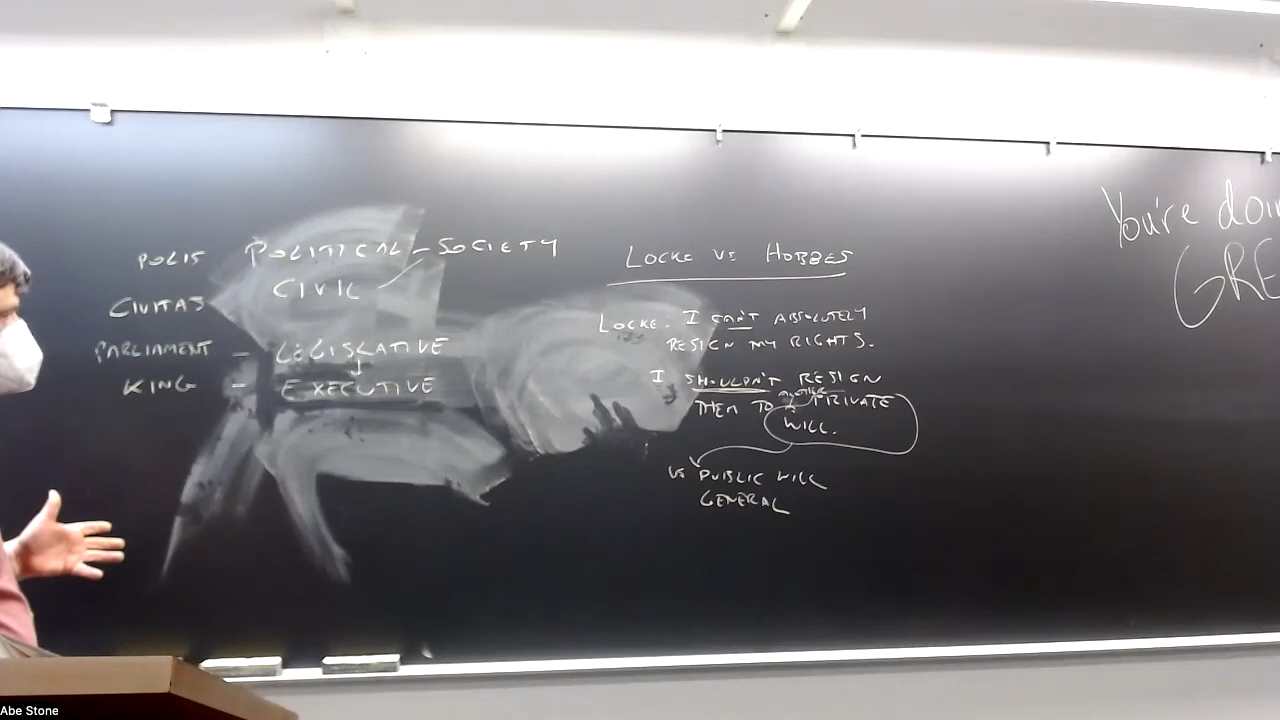 POLIS POLITICAL - SOCIETY
CIVITAS CIVIL
PARLIAMENT - LEGISLATIVE
KING - EXECUTIVE
LOCKE VS HOBBES
LOCKE. I CAN'T ABSOLUTELY
RESIGN MY RIGHTS.
I SHOULDN'T RESIGN
THEM TO ANOTHER PRIVATE
WILL.
VS PUBLIC WILL
GENERAL
You're doin
GRE
Abe Stone